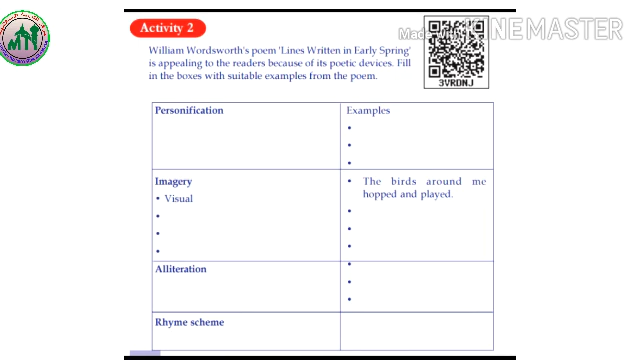 Activity 2
Made with KINEMASTER
William Wordsworth's poem 'Lines Written in Early Spring'
is appealing to the readers because of its poetic devices. Fill
in the boxes with suitable examples from the poem.
3VRDNJ
Personification
Examples
•
•
•
Imagery
• The birds around me
hopped and played.
• Visual
•
•
•
•
•
•
Alliteration
•
•
•
Rhyme scheme